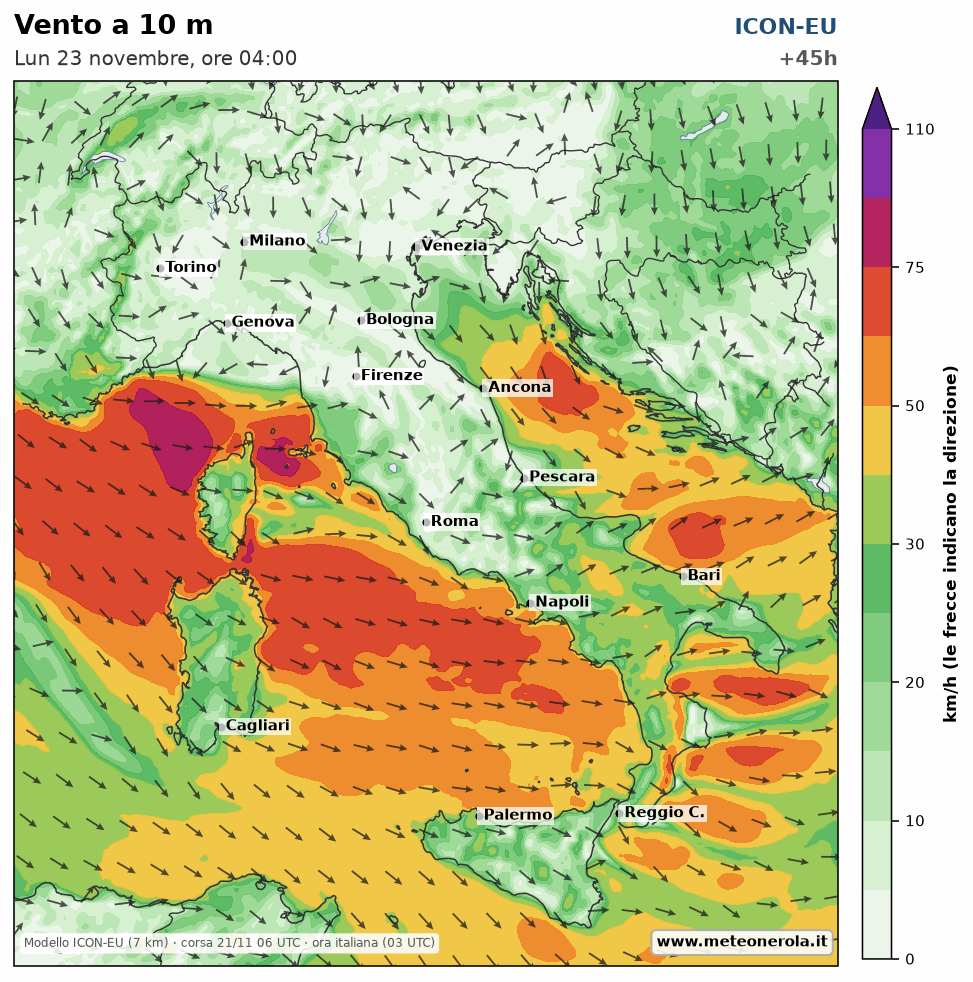 Vento a 10 m
ICON-EU
Lun 23 novembre, ore 04:00
+45h
110
75
50
30
20
10
0
km/h (le frecce indicano la direzione)
Milano
Venezia
Torino
Genova
Bologna
Firenze
Ancona
Pescara
Roma
Bari
Napoli
Cagliari
Palermo
Reggio C.
Modello ICON-EU (7 km) · corsa 21/11 06 UTC · ora italiana (03 UTC)
www.meteonerola.it